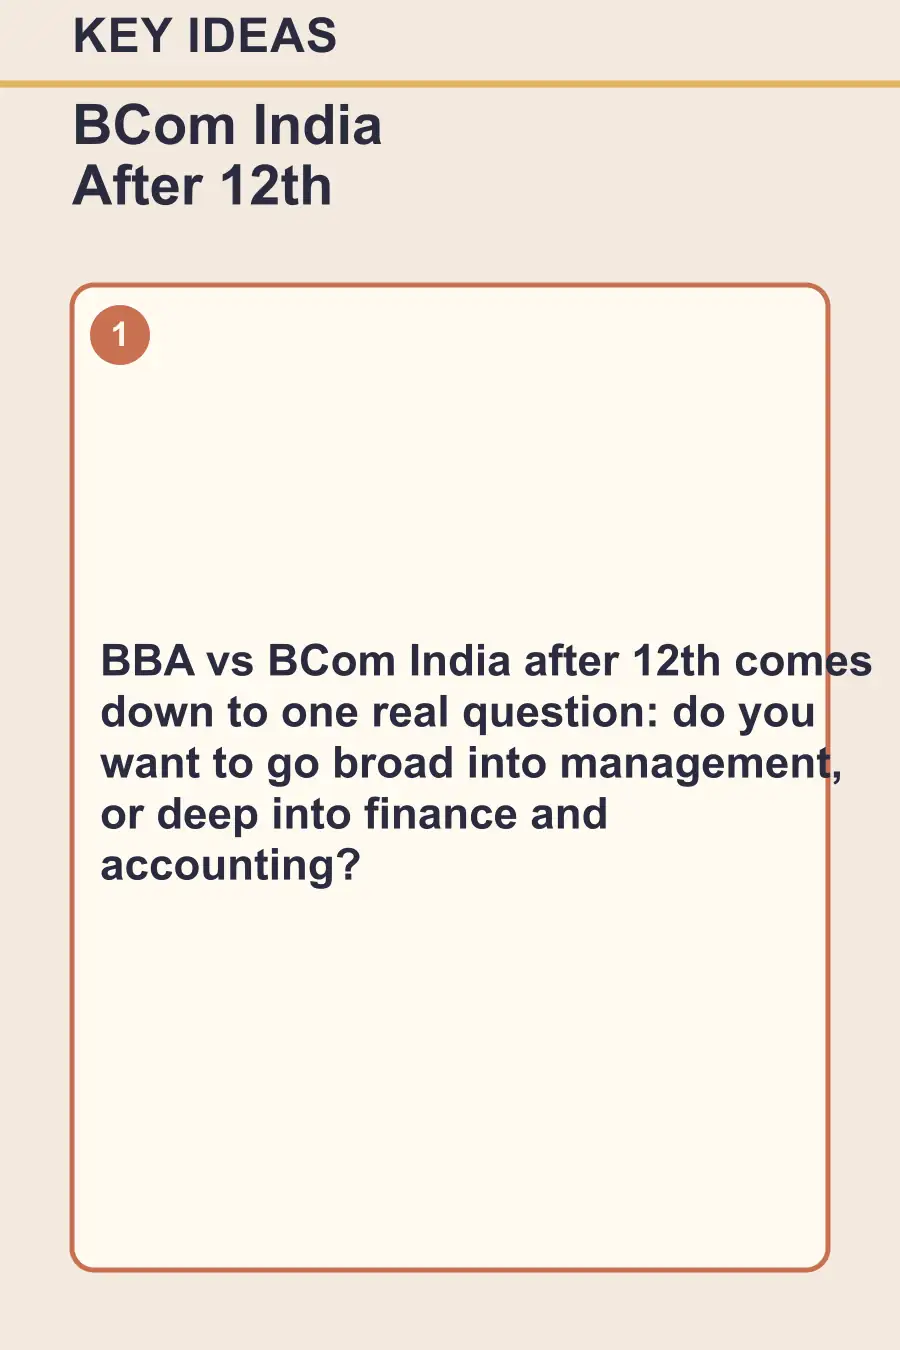 KEY IDEAS
BCom India
After 12th
1
BBA vs BCom India after 12th comes
down to one real question: do you
want to go broad into management,
or deep into finance and
accounting?